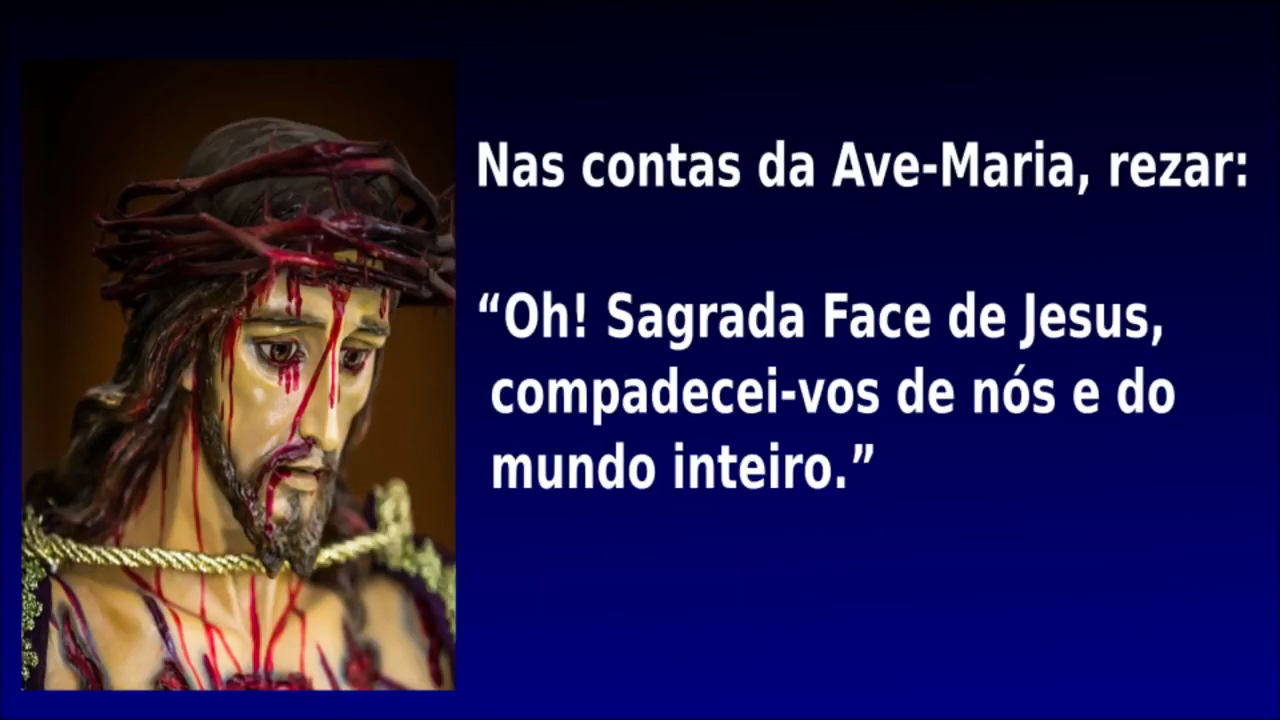 Nas contas da Ave-Maria, rezar:
“Oh! Sagrada Face de Jesus,
compadecei-vos de nós e do
mundo inteiro.”